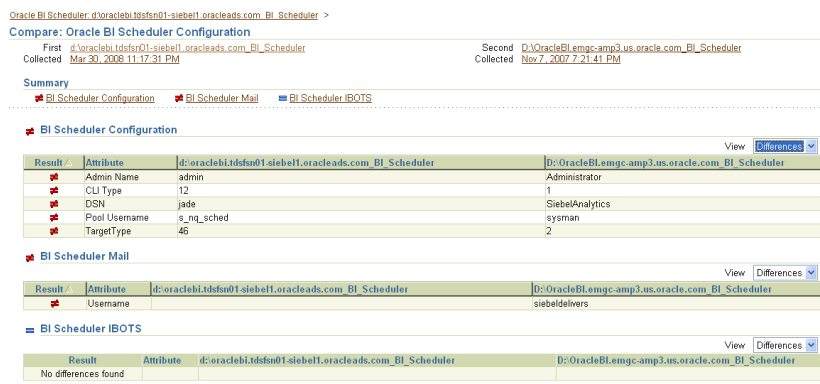 Oracle BI Scheduler: d:\oraclebi.tdsfsn01-siebel1.oracleads.com_BI_Scheduler >
Compare: Oracle BI Scheduler Configuration
First d:\oraclebi.tdsfsn01-siebel1.oracleads.com_BI_Scheduler Second D:\OracleBI.emgc-amp3.us.oracle.com_BI_Scheduler
Collected Mar 30, 2008 11:17:31 PM Collected Nov 7, 2007 7:21:41 PM
Summary
BI Scheduler Configuration BI Scheduler Mail BI Scheduler IBOTS
BI Scheduler Configuration
View Differences
Result Attribute d:\oraclebi.tdsfsn01-siebel1.oracleads.com_BI_Scheduler D:\OracleBI.emgc-amp3.us.oracle.com_BI_Scheduler
Admin Name admin Administrator
CLI Type 12 1
DSN jade SiebelAnalytics
Pool Username s_nq_sched sysman
TargetType 46 2
BI Scheduler Mail
View Differences
Result Attribute d:\oraclebi.tdsfsn01-siebel1.oracleads.com_BI_Scheduler D:\OracleBI.emgc-amp3.us.oracle.com_BI_Scheduler
Username siebeldelivers
BI Scheduler IBOTS
View Differences
Result Attribute d:\oraclebi.tdsfsn01-siebel1.oracleads.com_BI_Scheduler D:\OracleBI.emgc-amp3.us.oracle.com_BI_Scheduler
No differences found